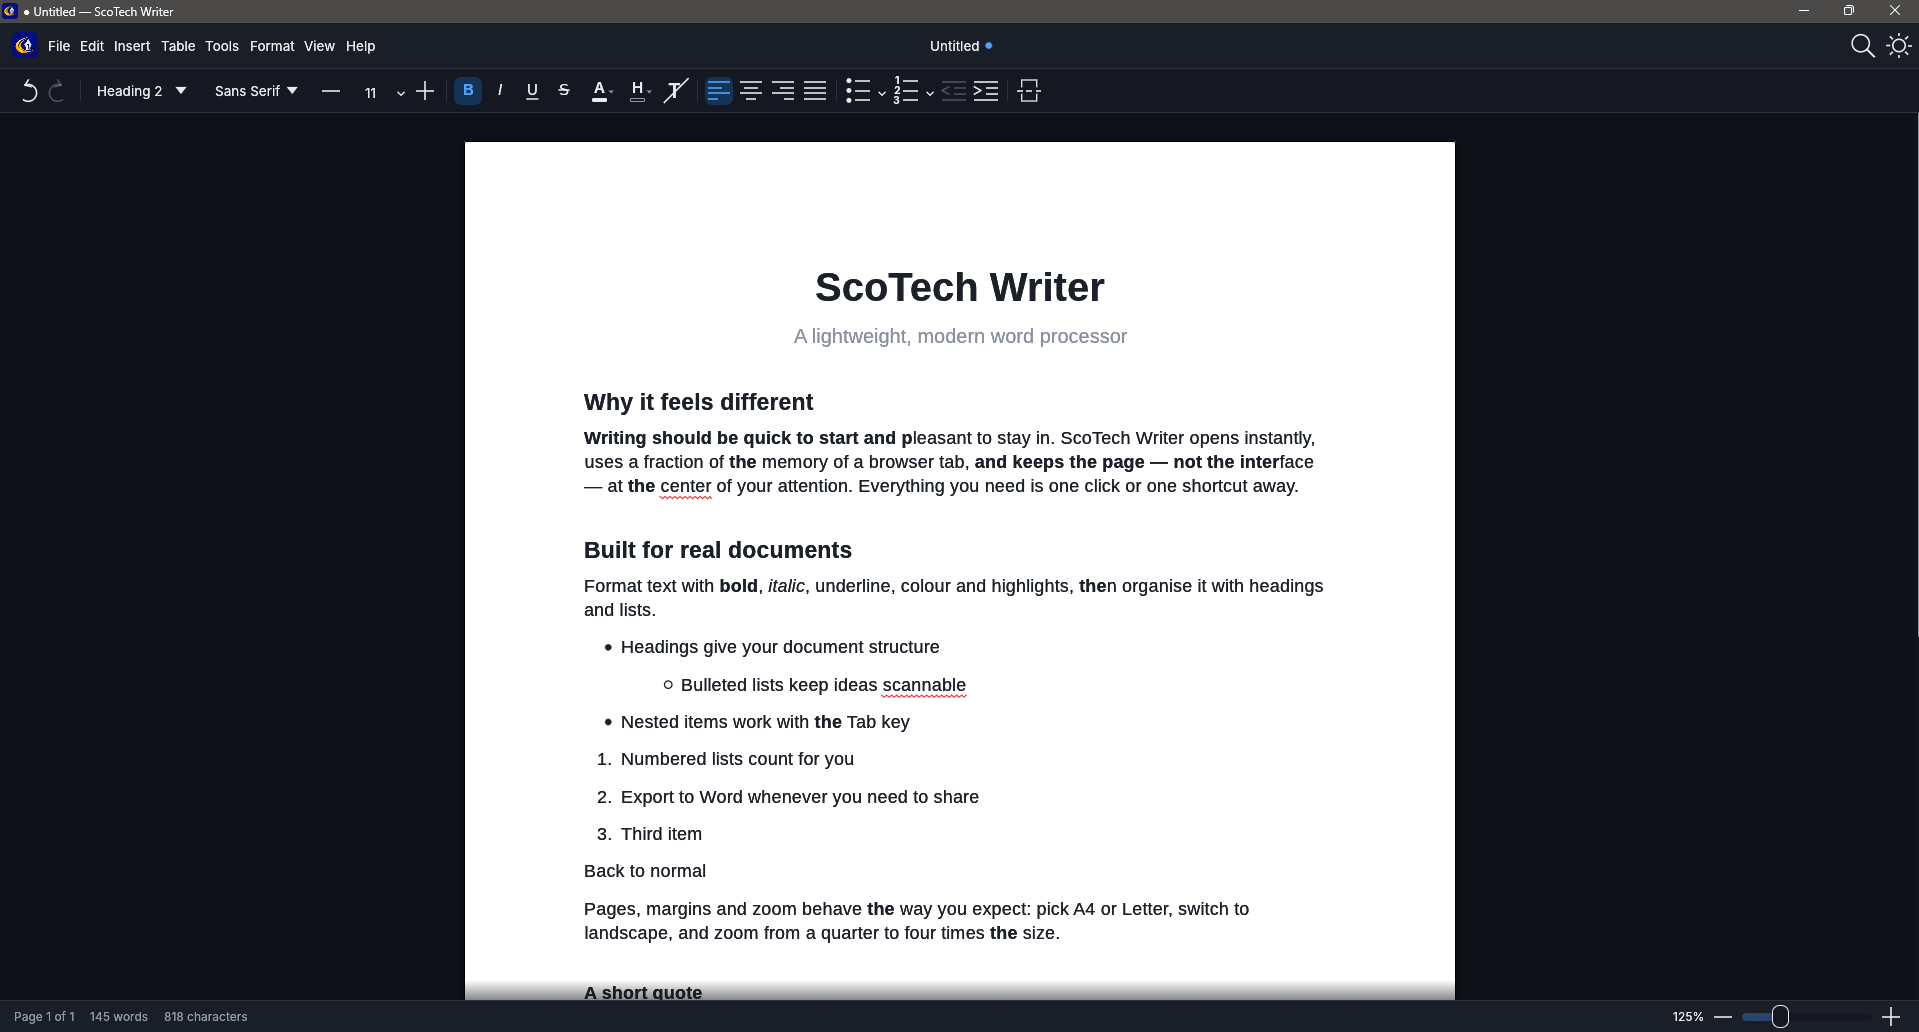 ● Untitled — ScoTech Writer
File Edit Insert Table Tools Format View Help
Untitled
Heading 2
Sans Serif
11
B I U S A H T
ScoTech Writer
A lightweight, modern word processor
Why it feels different
Writing should be quick to start and pleasant to stay in. ScoTech Writer opens instantly,
uses a fraction of the memory of a browser tab, and keeps the page — not the interface
— at the center of your attention. Everything you need is one click or one shortcut away.
Built for real documents
Format text with bold, italic, underline, colour and highlights, then organise it with headings
and lists.
• Headings give your document structure
○ Bulleted lists keep ideas scannable
• Nested items work with the Tab key
1. Numbered lists count for you
2. Export to Word whenever you need to share
3. Third item
Back to normal
Pages, margins and zoom behave the way you expect: pick A4 or Letter, switch to
landscape, and zoom from a quarter to four times the size.
A short quote
Page 1 of 1 145 words 818 characters
125%